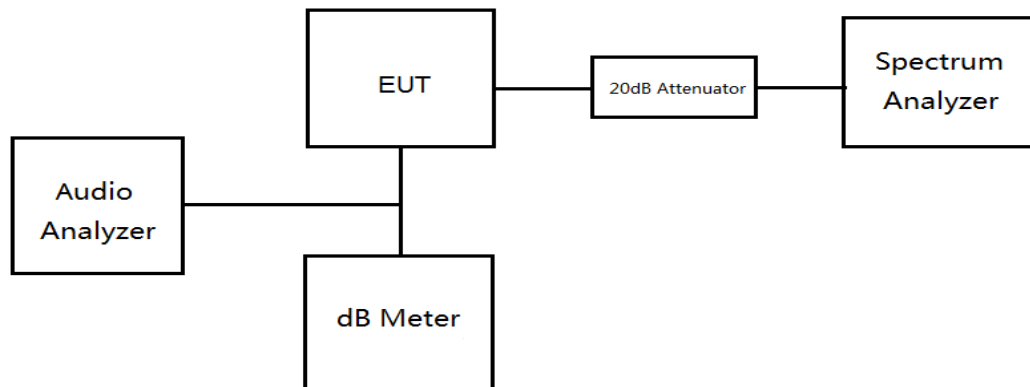 EUT
20dB Attenuator
Spectrum
Analyzer
Audio
Analyzer
dB Meter